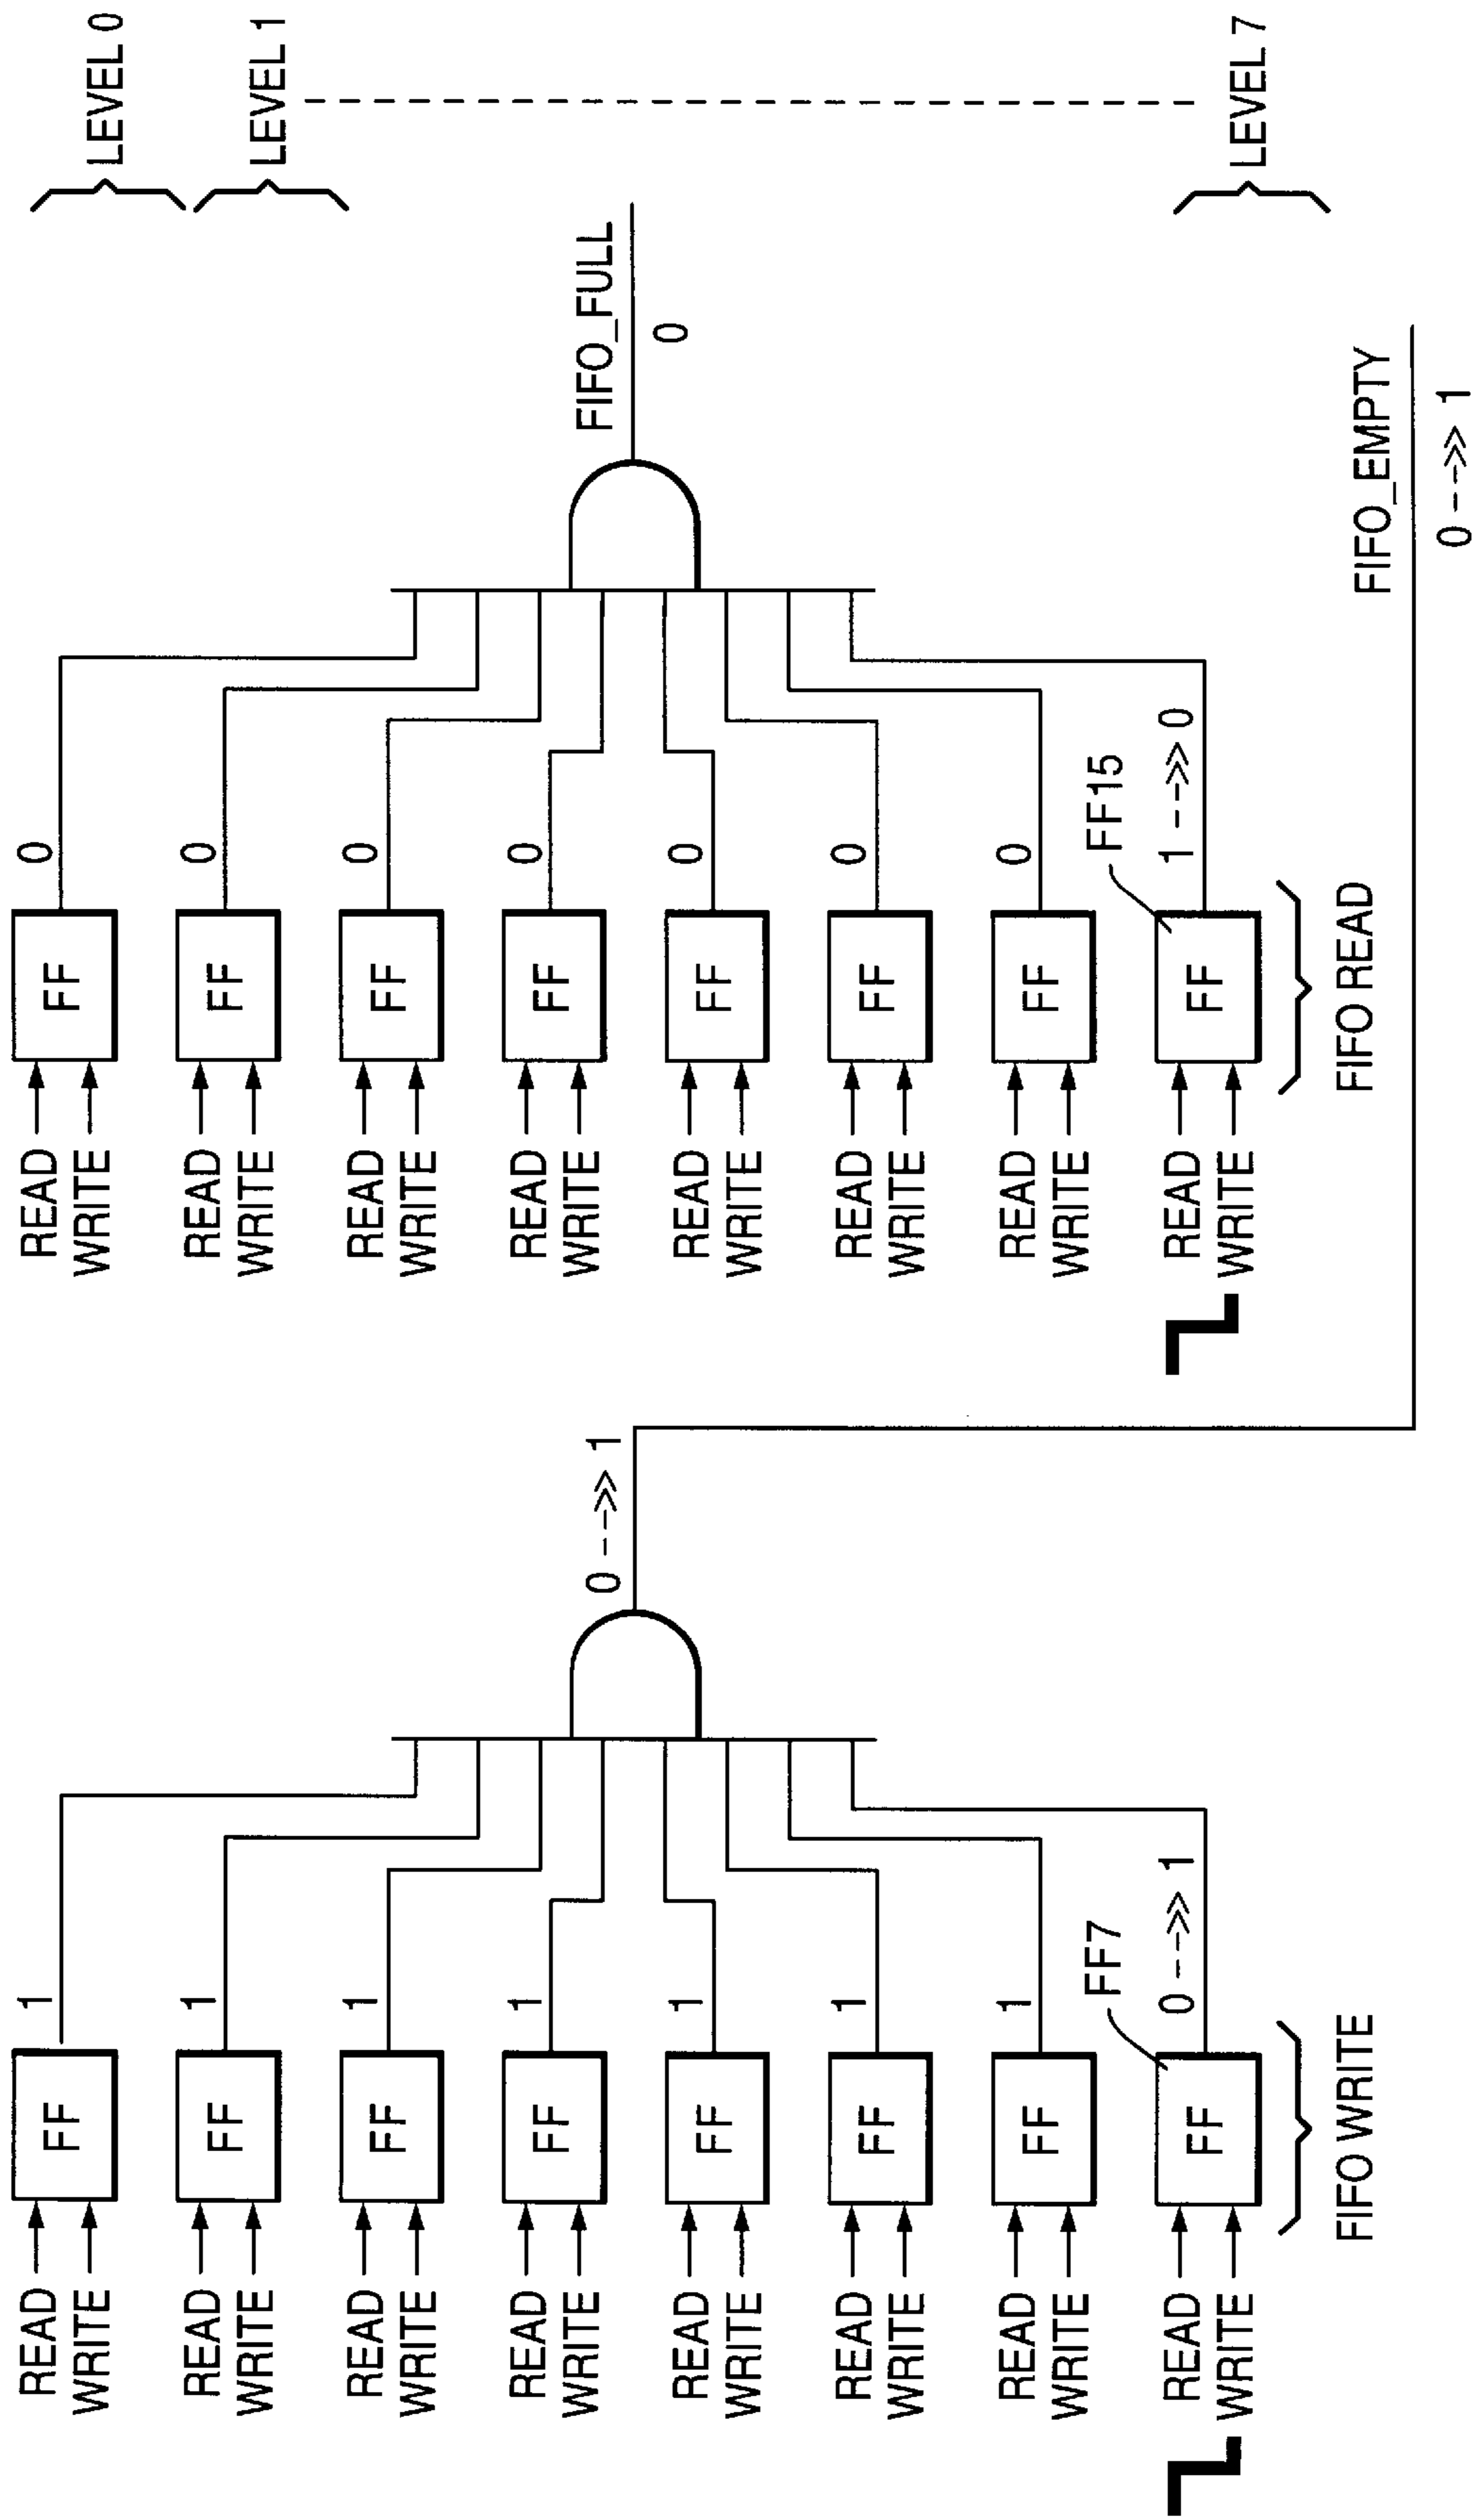 READ 1 READ 0
FF FF
WRITE WRITE
LEVEL 0
READ 1 READ 0
FF FF
WRITE WRITE
LEVEL 1
READ 1 READ 0
FF FF
WRITE WRITE
READ 1 READ 0
FF FF
WRITE WRITE
FIFO_FULL
0 -->> 1
0
READ 1 READ 0
FF FF
WRITE WRITE
READ 1 READ 0
FF FF
WRITE WRITE
READ 1 READ 0
FF FF
WRITE WRITE
FF7 FF15
READ 0 -->> 1 READ 1 -->> 0
FF FF
WRITE WRITE
LEVEL 7
FIFO WRITE FIFO READ
FIFO_EMPTY
0 -->> 1